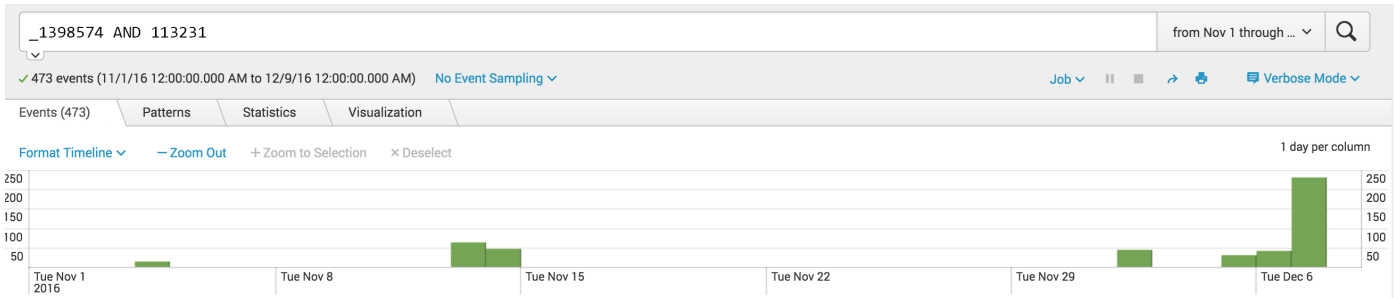 _1398574 AND 113231
from Nov 1 through ...
473 events (11/1/16 12:00:00.000 AM to 12/9/16 12:00:00.000 AM)
No Event Sampling
Job
Verbose Mode
Events (473)
Patterns
Statistics
Visualization
Format Timeline
— Zoom Out
+ Zoom to Selection
× Deselect
1 day per column
250
200
150
100
50
250
200
150
100
50
Tue Nov 1
2016
Tue Nov 8
Tue Nov 15
Tue Nov 22
Tue Nov 29
Tue Dec 6